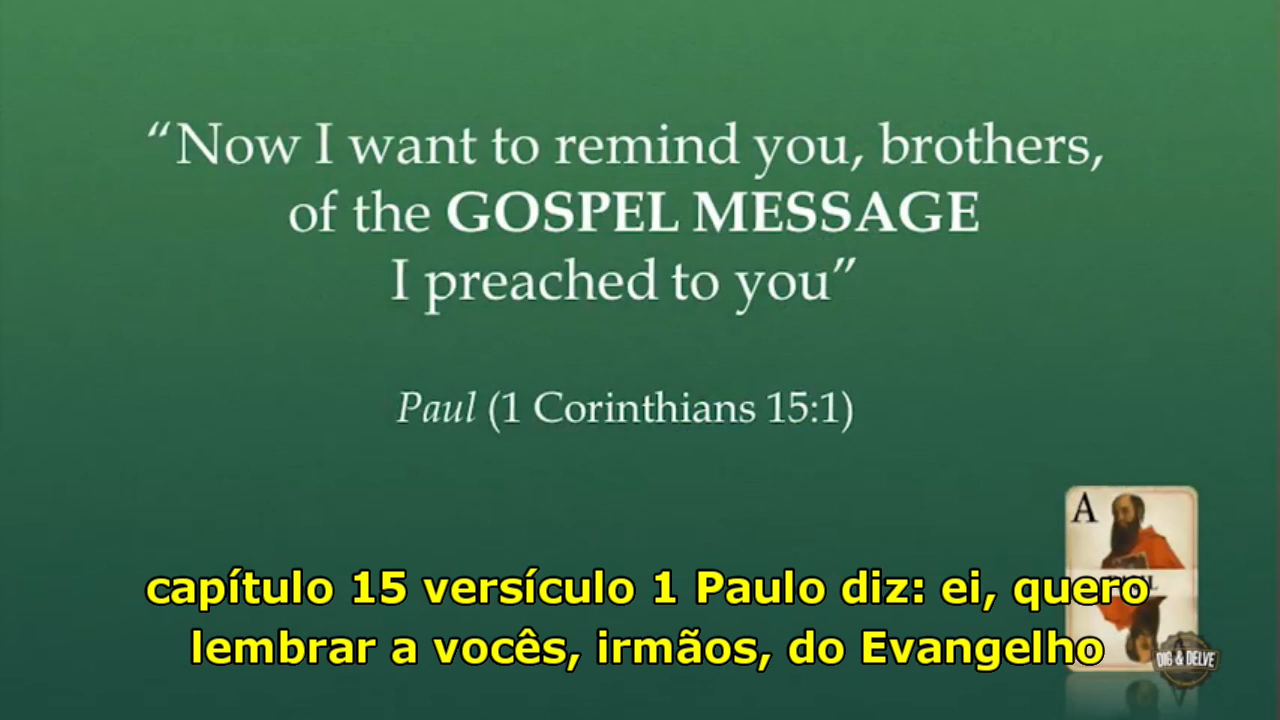 “Now I want to remind you, brothers,
of the GOSPEL MESSAGE
I preached to you”
Paul (1 Corinthians 15:1)
A
capítulo 15 versículo 1 Paulo diz: ei, quero
lembrar a vocês, irmãos, do Evangelho
DIG & DELVE